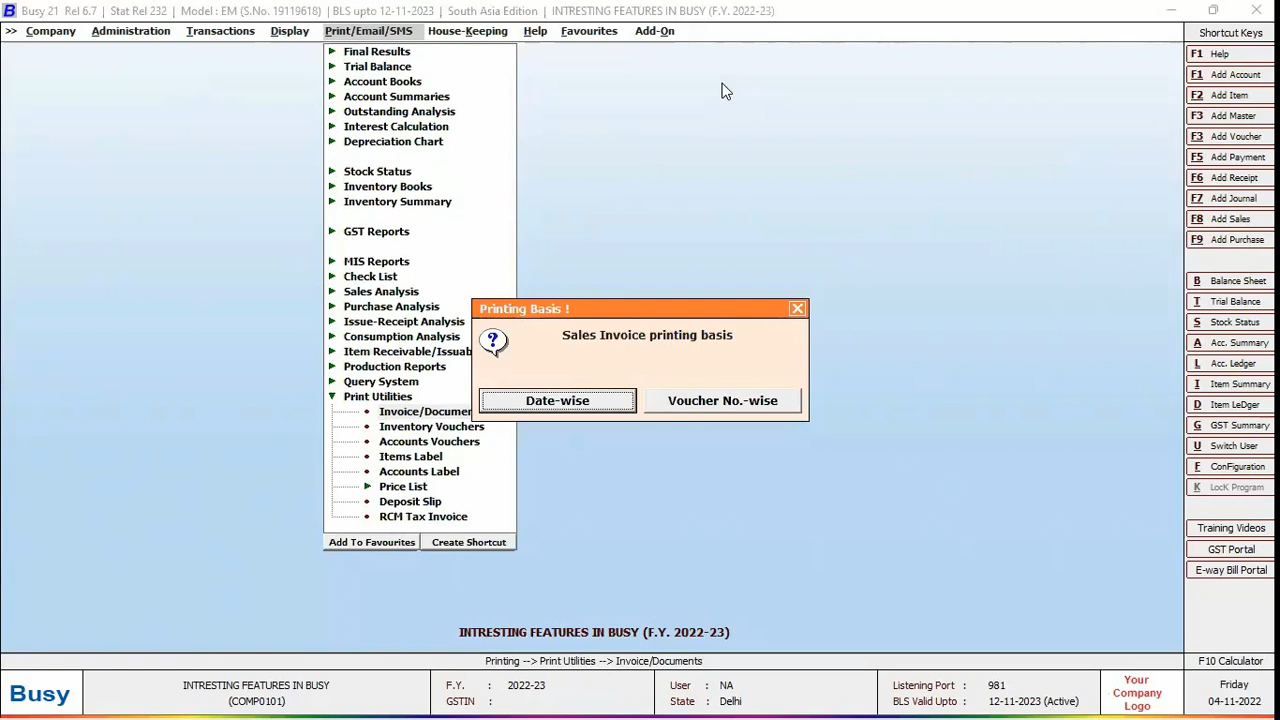 Busy 21 Rel 6.7 | Stat Rel 232 | Model : EM (S.No. 19119618) | BLS upto 12-11-2023 | South Asia Edition | INTRESTING FEATURES IN BUSY (F.Y. 2022-23)
>> Company Administration Transactions Display Print/Email/SMS House-Keeping Help Favourites Add-On
Final Results
Trial Balance
Account Books
Account Summaries
Outstanding Analysis
Interest Calculation
Depreciation Chart
Stock Status
Inventory Books
Inventory Summary
GST Reports
MIS Reports
Check List
Sales Analysis
Purchase Analysis
Issue-Receipt Analysis
Consumption Analysis
Item Receivable/Issuab
Production Reports
Query System
Print Utilities
Invoice/Documen
Inventory Vouchers
Accounts Vouchers
Items Label
Accounts Label
Price List
Deposit Slip
RCM Tax Invoice
Add To Favourites Create Shortcut
Printing Basis !
Sales Invoice printing basis
Date-wise Voucher No.-wise
Shortcut Keys
F1 Help
F1 Add Account
F2 Add Item
F3 Add Master
F3 Add Voucher
F5 Add Payment
F6 Add Receipt
F7 Add Journal
F8 Add Sales
F9 Add Purchase
B Balance Sheet
T Trial Balance
S Stock Status
A Acc. Summary
L Acc. Ledger
I Item Summary
D Item LeDger
G GST Summary
U Switch User
F ConFiguration
K LocK Program
Training Videos
GST Portal
E-way Bill Portal
INTRESTING FEATURES IN BUSY (F.Y. 2022-23)
Printing --> Print Utilities --> Invoice/Documents
F10 Calculator
Busy
INTRESTING FEATURES IN BUSY
(COMP0101)
F.Y. : 2022-23
GSTIN :
User : NA
State : Delhi
Listening Port : 981
BLS Valid Upto : 12-11-2023 (Active)
Your
Company
Logo
Friday
04-11-2022